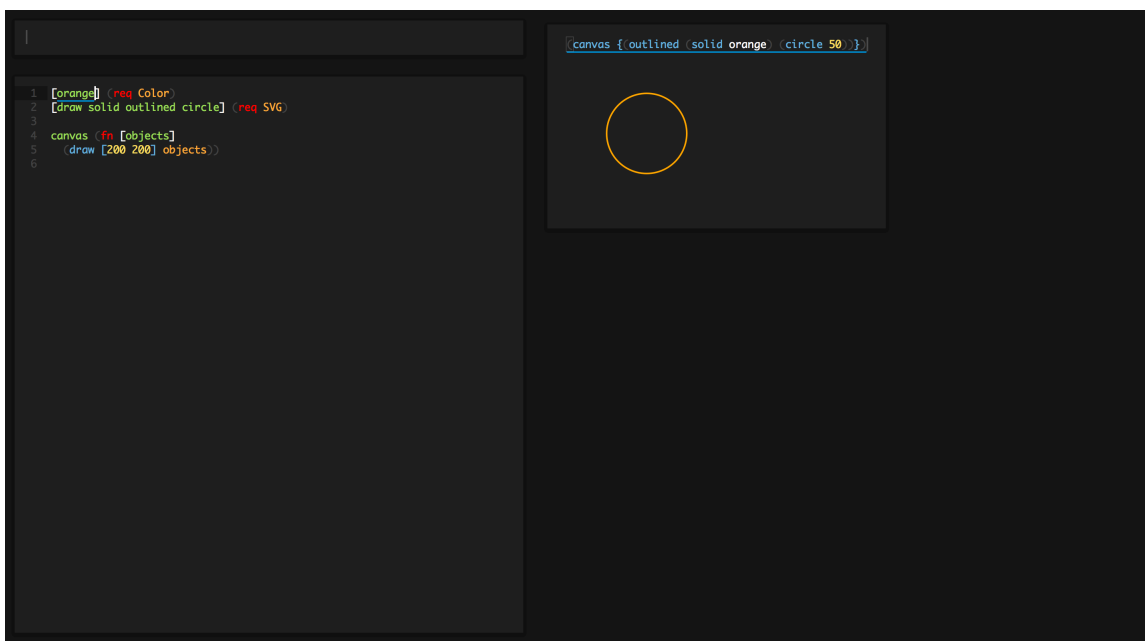 1 [orange] (req Color)
2 [draw solid outlined circle] (req SVG)
3
4 canvas (fn [objects]
5   (draw [200 200] objects))
6
(canvas {(outlined (solid orange) (circle 50))})